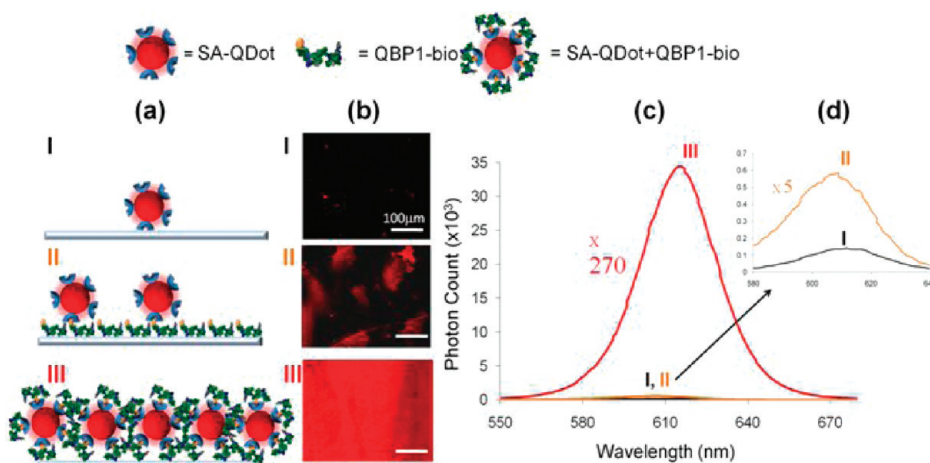 = SA-QDot = QBP1-bio = SA-QDot+QBP1-bio
(a) (b) (c) (d)
I
II
III
I
100μm
II
III
Photon Count (x10³)
35
30
25
20
15
10
5
0
III
x
270
I, II
550 580 610 640 670
Wavelength (nm)
0.7
0.6
0.5
0.4
0.3
0.2
0.1
0
x5
II
I
580 600 620 640